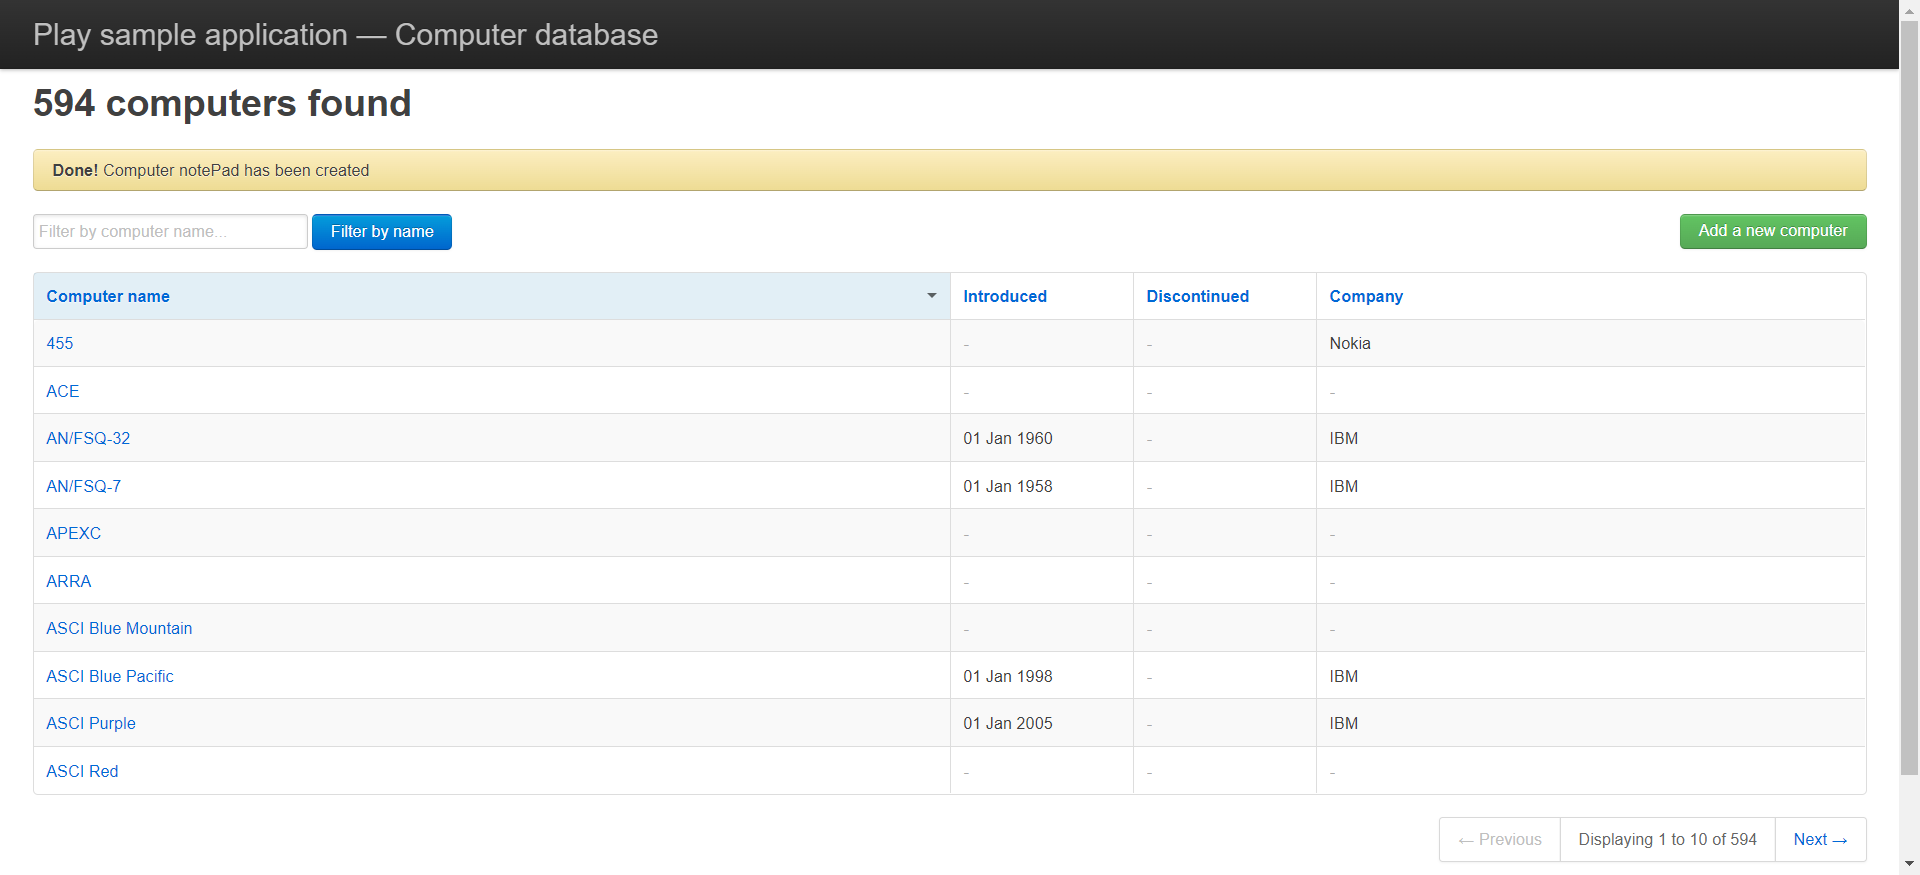 Play sample application — Computer database
594 computers found
Done! Computer notePad has been created
Filter by computer name...
Filter by name
Add a new computer
Computer name Introduced Discontinued Company
455 - - Nokia
ACE - - -
AN/FSQ-32 01 Jan 1960 - IBM
AN/FSQ-7 01 Jan 1958 - IBM
APEXC - - -
ARRA - - -
ASCI Blue Mountain - - -
ASCI Blue Pacific 01 Jan 1998 - IBM
ASCI Purple 01 Jan 2005 - IBM
ASCI Red - - -
← Previous Displaying 1 to 10 of 594 Next →